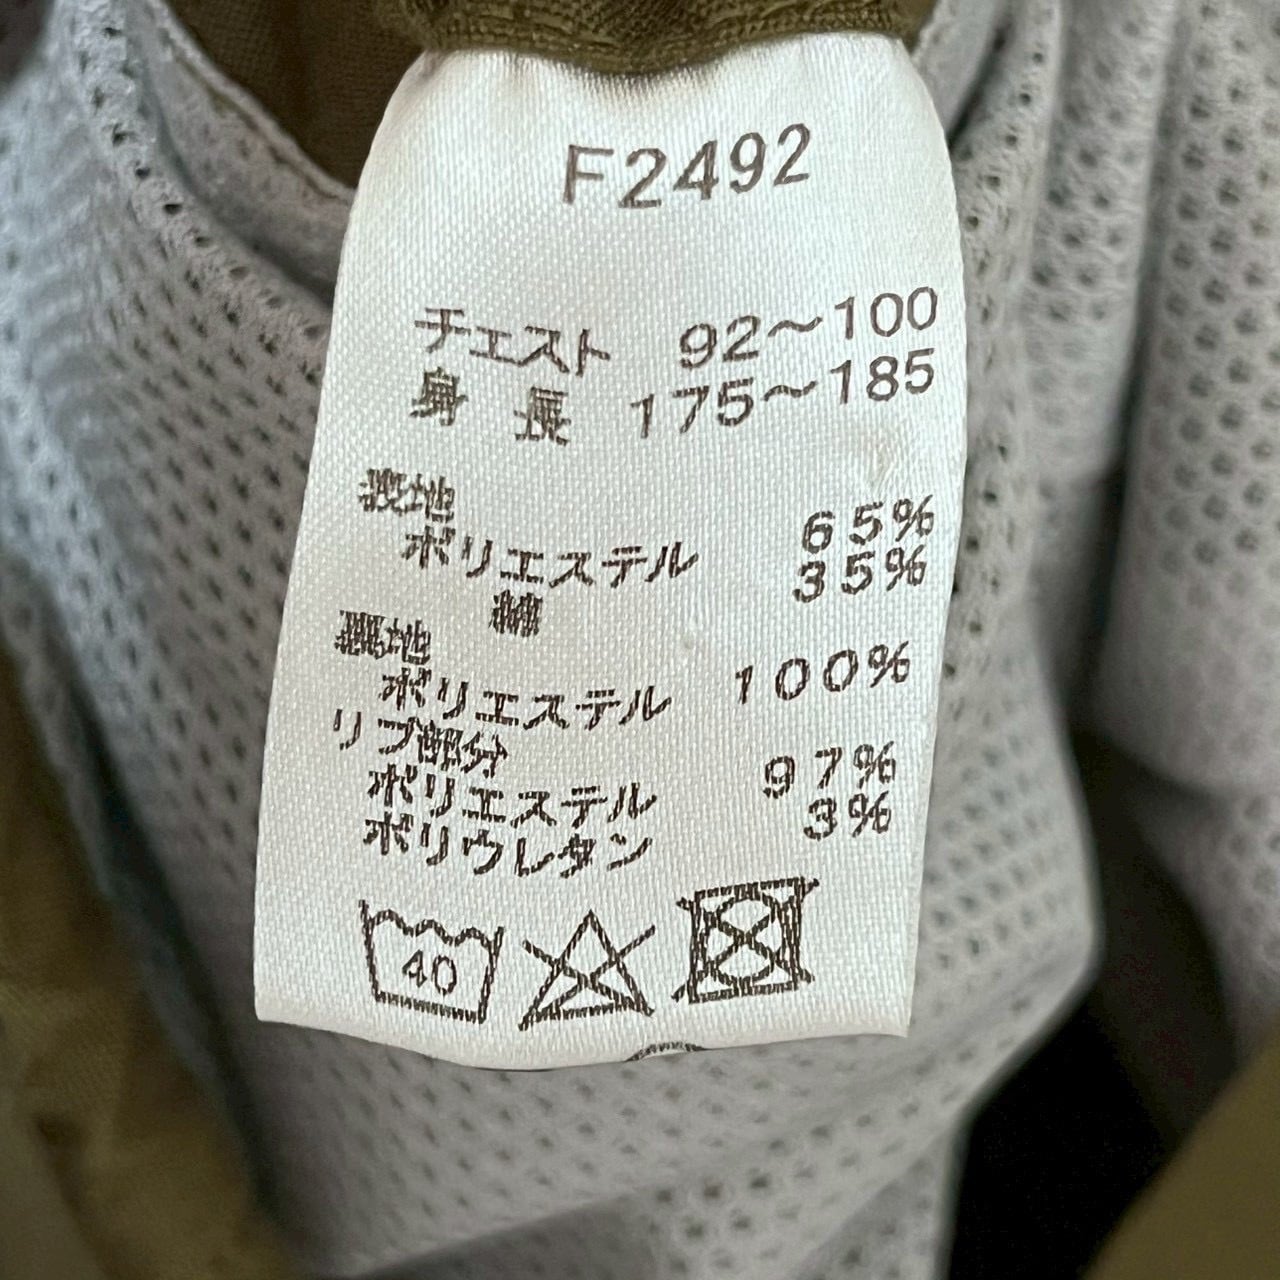 F2492
チェスト 92～100
身 長 175～185
表地
ポリエステル 65%
綿 35%
裏地
ポリエステル 100%
リブ部分
ポリエステル 97%
ポリウレタン 3%
40